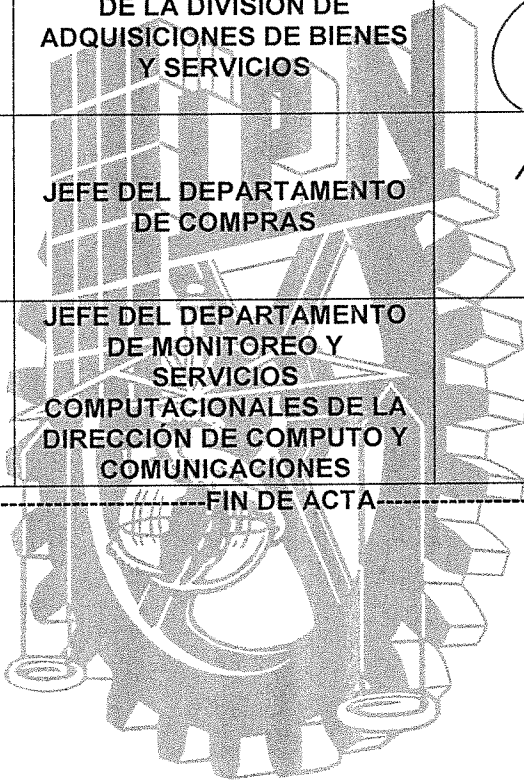 DE LA DIVISIÓN DE
ADQUISICIONES DE BIENES
Y SERVICIOS
JEFE DEL DEPARTAMENTO
DE COMPRAS
JEFE DEL DEPARTAMENTO
DE MONITOREO Y
SERVICIOS
COMPUTACIONALES DE LA
DIRECCIÓN DE COMPUTO Y
COMUNICACIONES
-----------------------FIN DE ACTA-----------------------
IPN